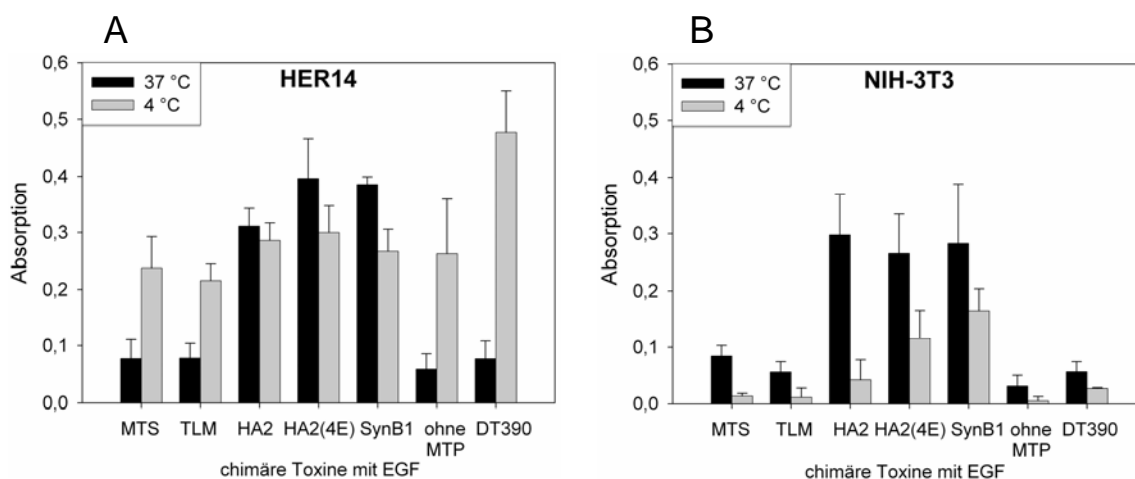 A
HER14
37 °C
4 °C
0,6
0,5
0,4
0,3
0,2
0,1
0,0
Absorption
MTS TLM HA2 HA2(4E) SynB1 ohne MTP DT390
chimäre Toxine mit EGF
B
NIH-3T3
37 °C
4 °C
0,6
0,5
0,4
0,3
0,2
0,1
0,0
Absorption
MTS TLM HA2 HA2(4E) SynB1 ohne MTP DT390
chimäre Toxine mit EGF